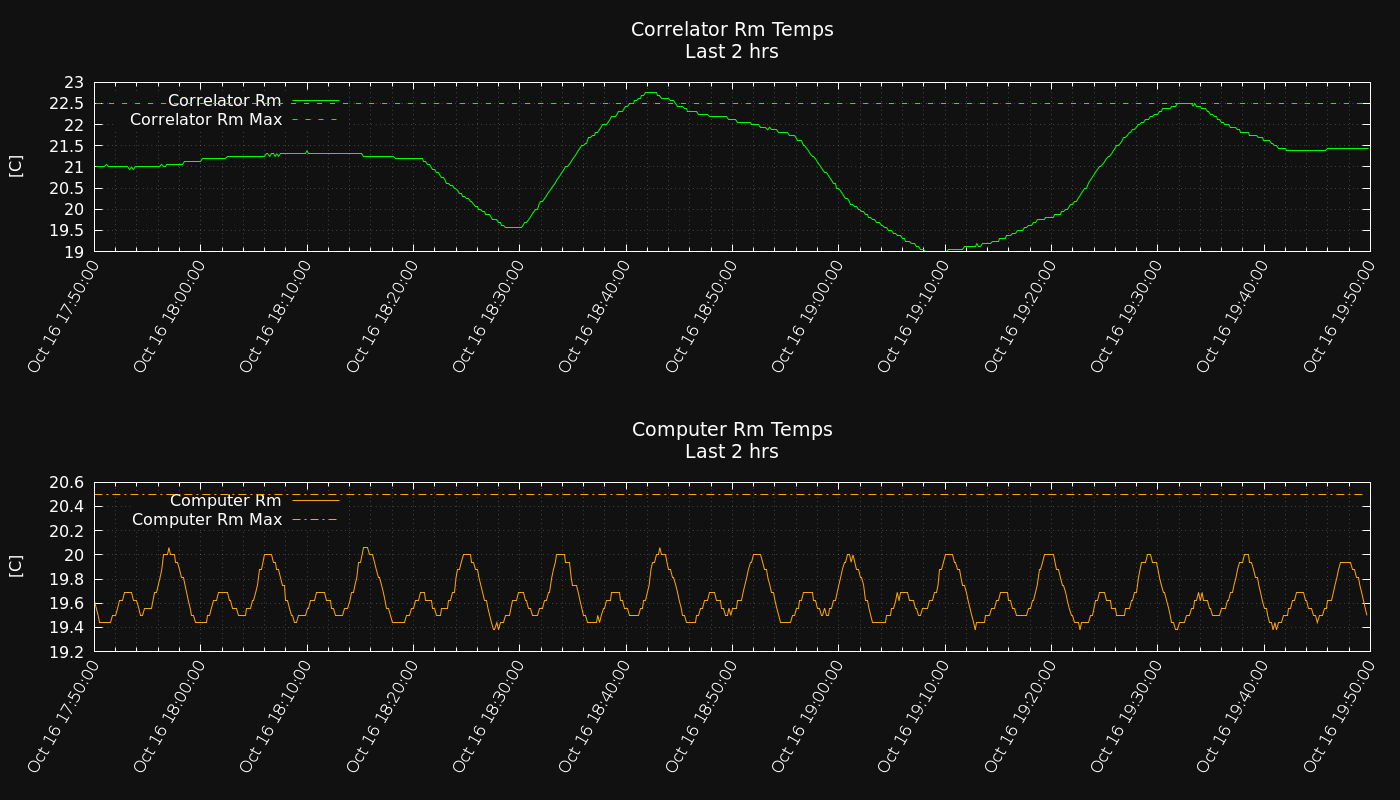 Correlator Rm Temps
Last 2 hrs
23
22.5
22
21.5
21
20.5
20
19.5
19
[C]
Correlator Rm
Correlator Rm Max
Oct 16 17:50:00
Oct 16 18:00:00
Oct 16 18:10:00
Oct 16 18:20:00
Oct 16 18:30:00
Oct 16 18:40:00
Oct 16 18:50:00
Oct 16 19:00:00
Oct 16 19:10:00
Oct 16 19:20:00
Oct 16 19:30:00
Oct 16 19:40:00
Oct 16 19:50:00
Computer Rm Temps
Last 2 hrs
20.6
20.4
20.2
20
19.8
19.6
19.4
19.2
[C]
Computer Rm
Computer Rm Max
Oct 16 17:50:00
Oct 16 18:00:00
Oct 16 18:10:00
Oct 16 18:20:00
Oct 16 18:30:00
Oct 16 18:40:00
Oct 16 18:50:00
Oct 16 19:00:00
Oct 16 19:10:00
Oct 16 19:20:00
Oct 16 19:30:00
Oct 16 19:40:00
Oct 16 19:50:00